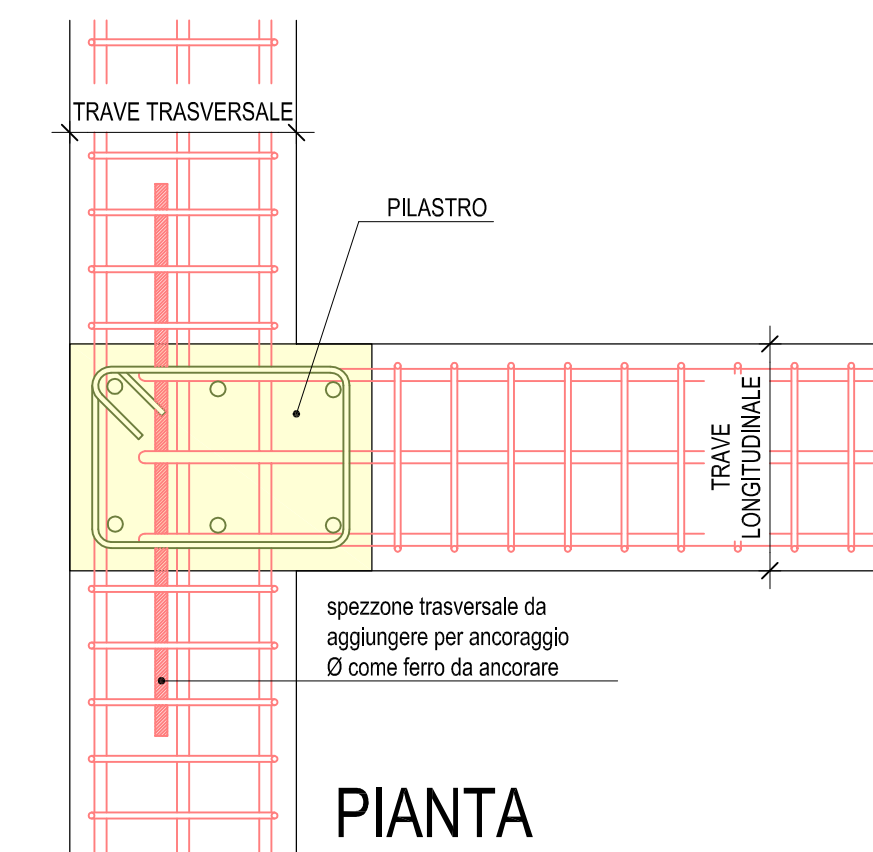 TRAVE TRASVERSALE
PILASTRO
TRAVE
LONGITUDINALE
spezzone trasversale da
aggiungere per ancoraggio
Ø come ferro da ancorare
PIANTA